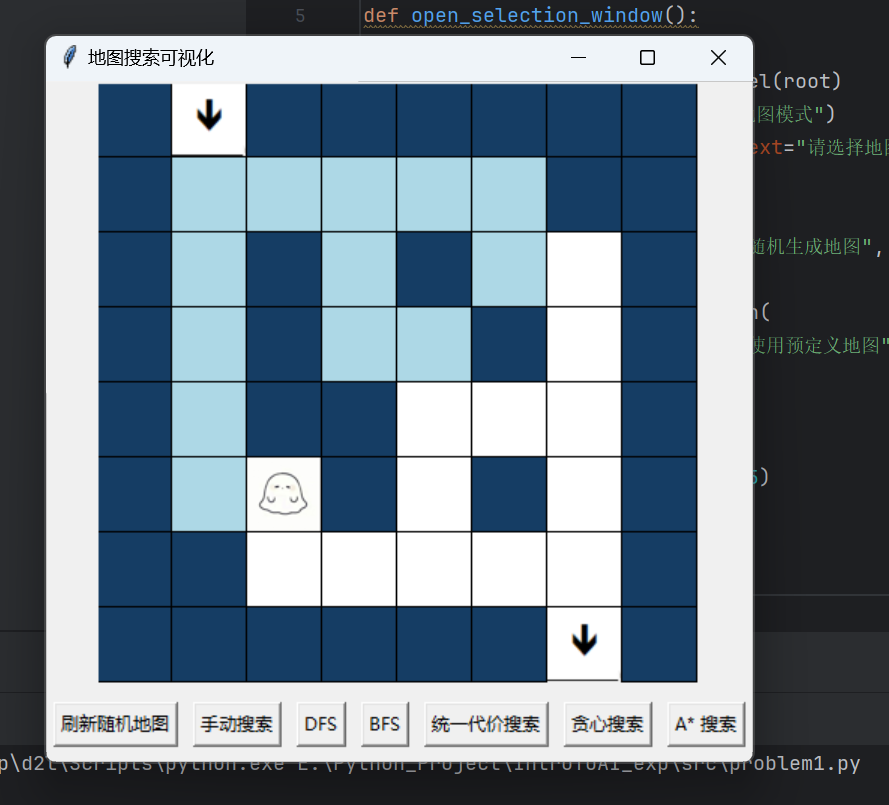 5 def open_selection_window():
地图搜索可视化
el(root)
图模式")
ext="请选择地图
随机生成地图",
n(
使用预定义地图"
5)
刷新随机地图 手动搜索 DFS BFS 统一代价搜索 贪心搜索 A* 搜索
p\d2l\Scripts\python.exe E:\Python_Project\IntroToAI_exp\src\problem1.py